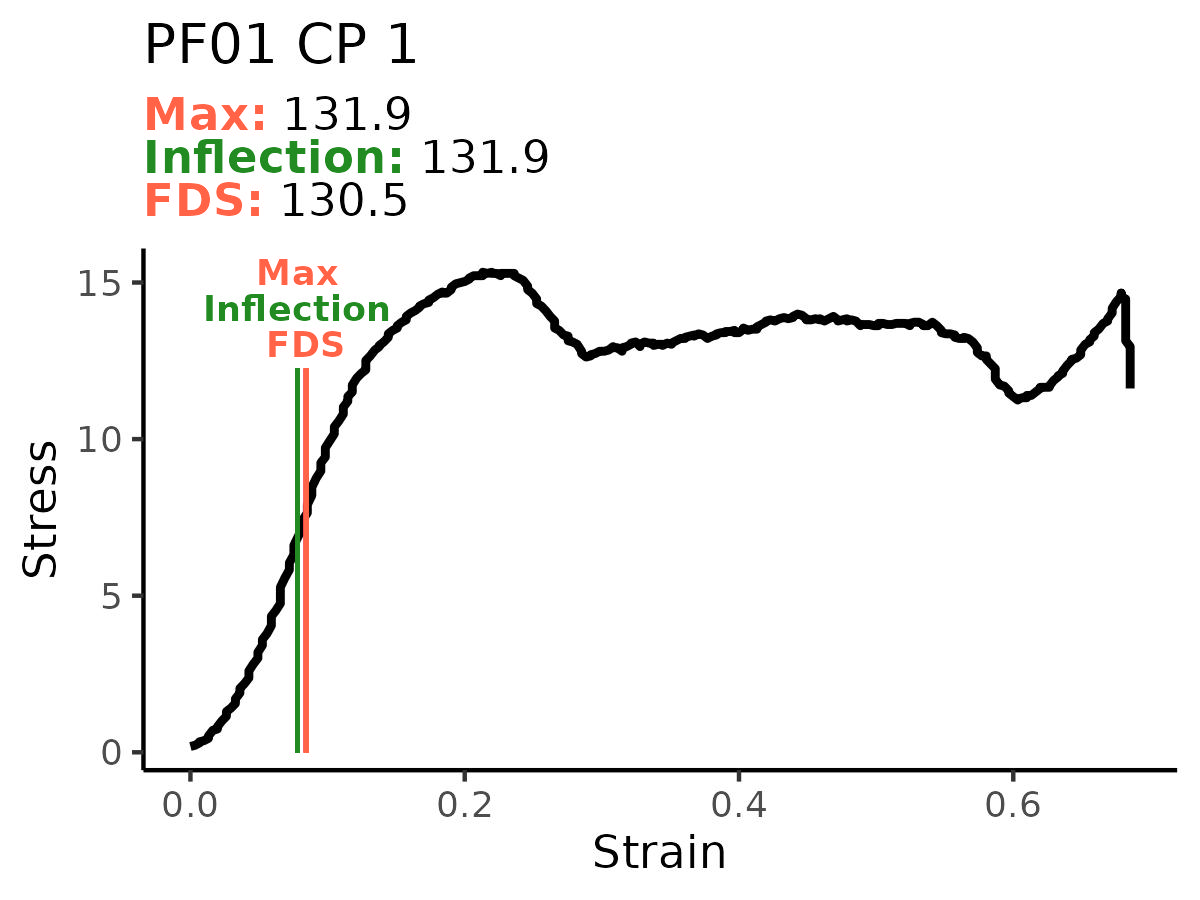 PF01 CP 1
Max: 131.9
Inflection: 131.9
FDS: 130.5
Max
Inflection
FDS
15
10
5
0
Stress
0.0 0.2 0.4 0.6
Strain